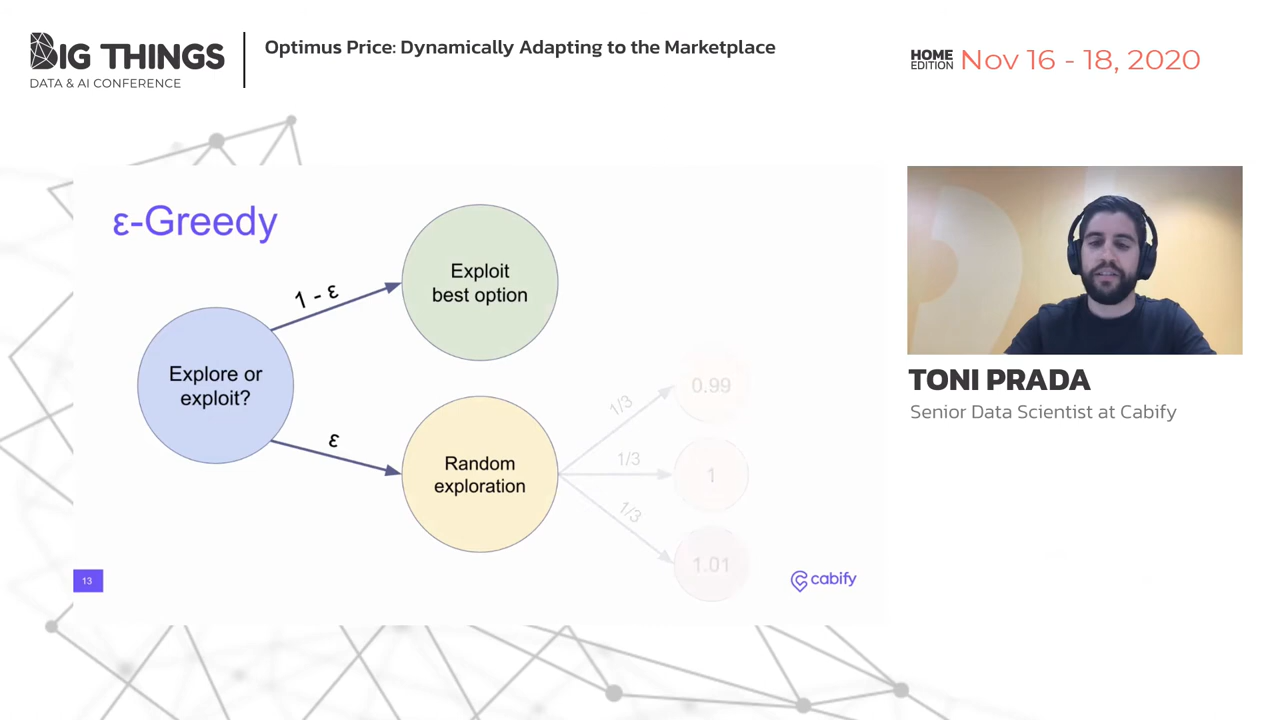 BIG THINGS
DATA & AI CONFERENCE
Optimus Price: Dynamically Adapting to the Marketplace
HOME
EDITION
Nov 16 - 18, 2020
ε-Greedy
Explore or
exploit?
1 - ε
ε
Exploit
best option
Random
exploration
1/3
1/3
1/3
0.99
1
1.01
13
cabify
TONI PRADA
Senior Data Scientist at Cabify